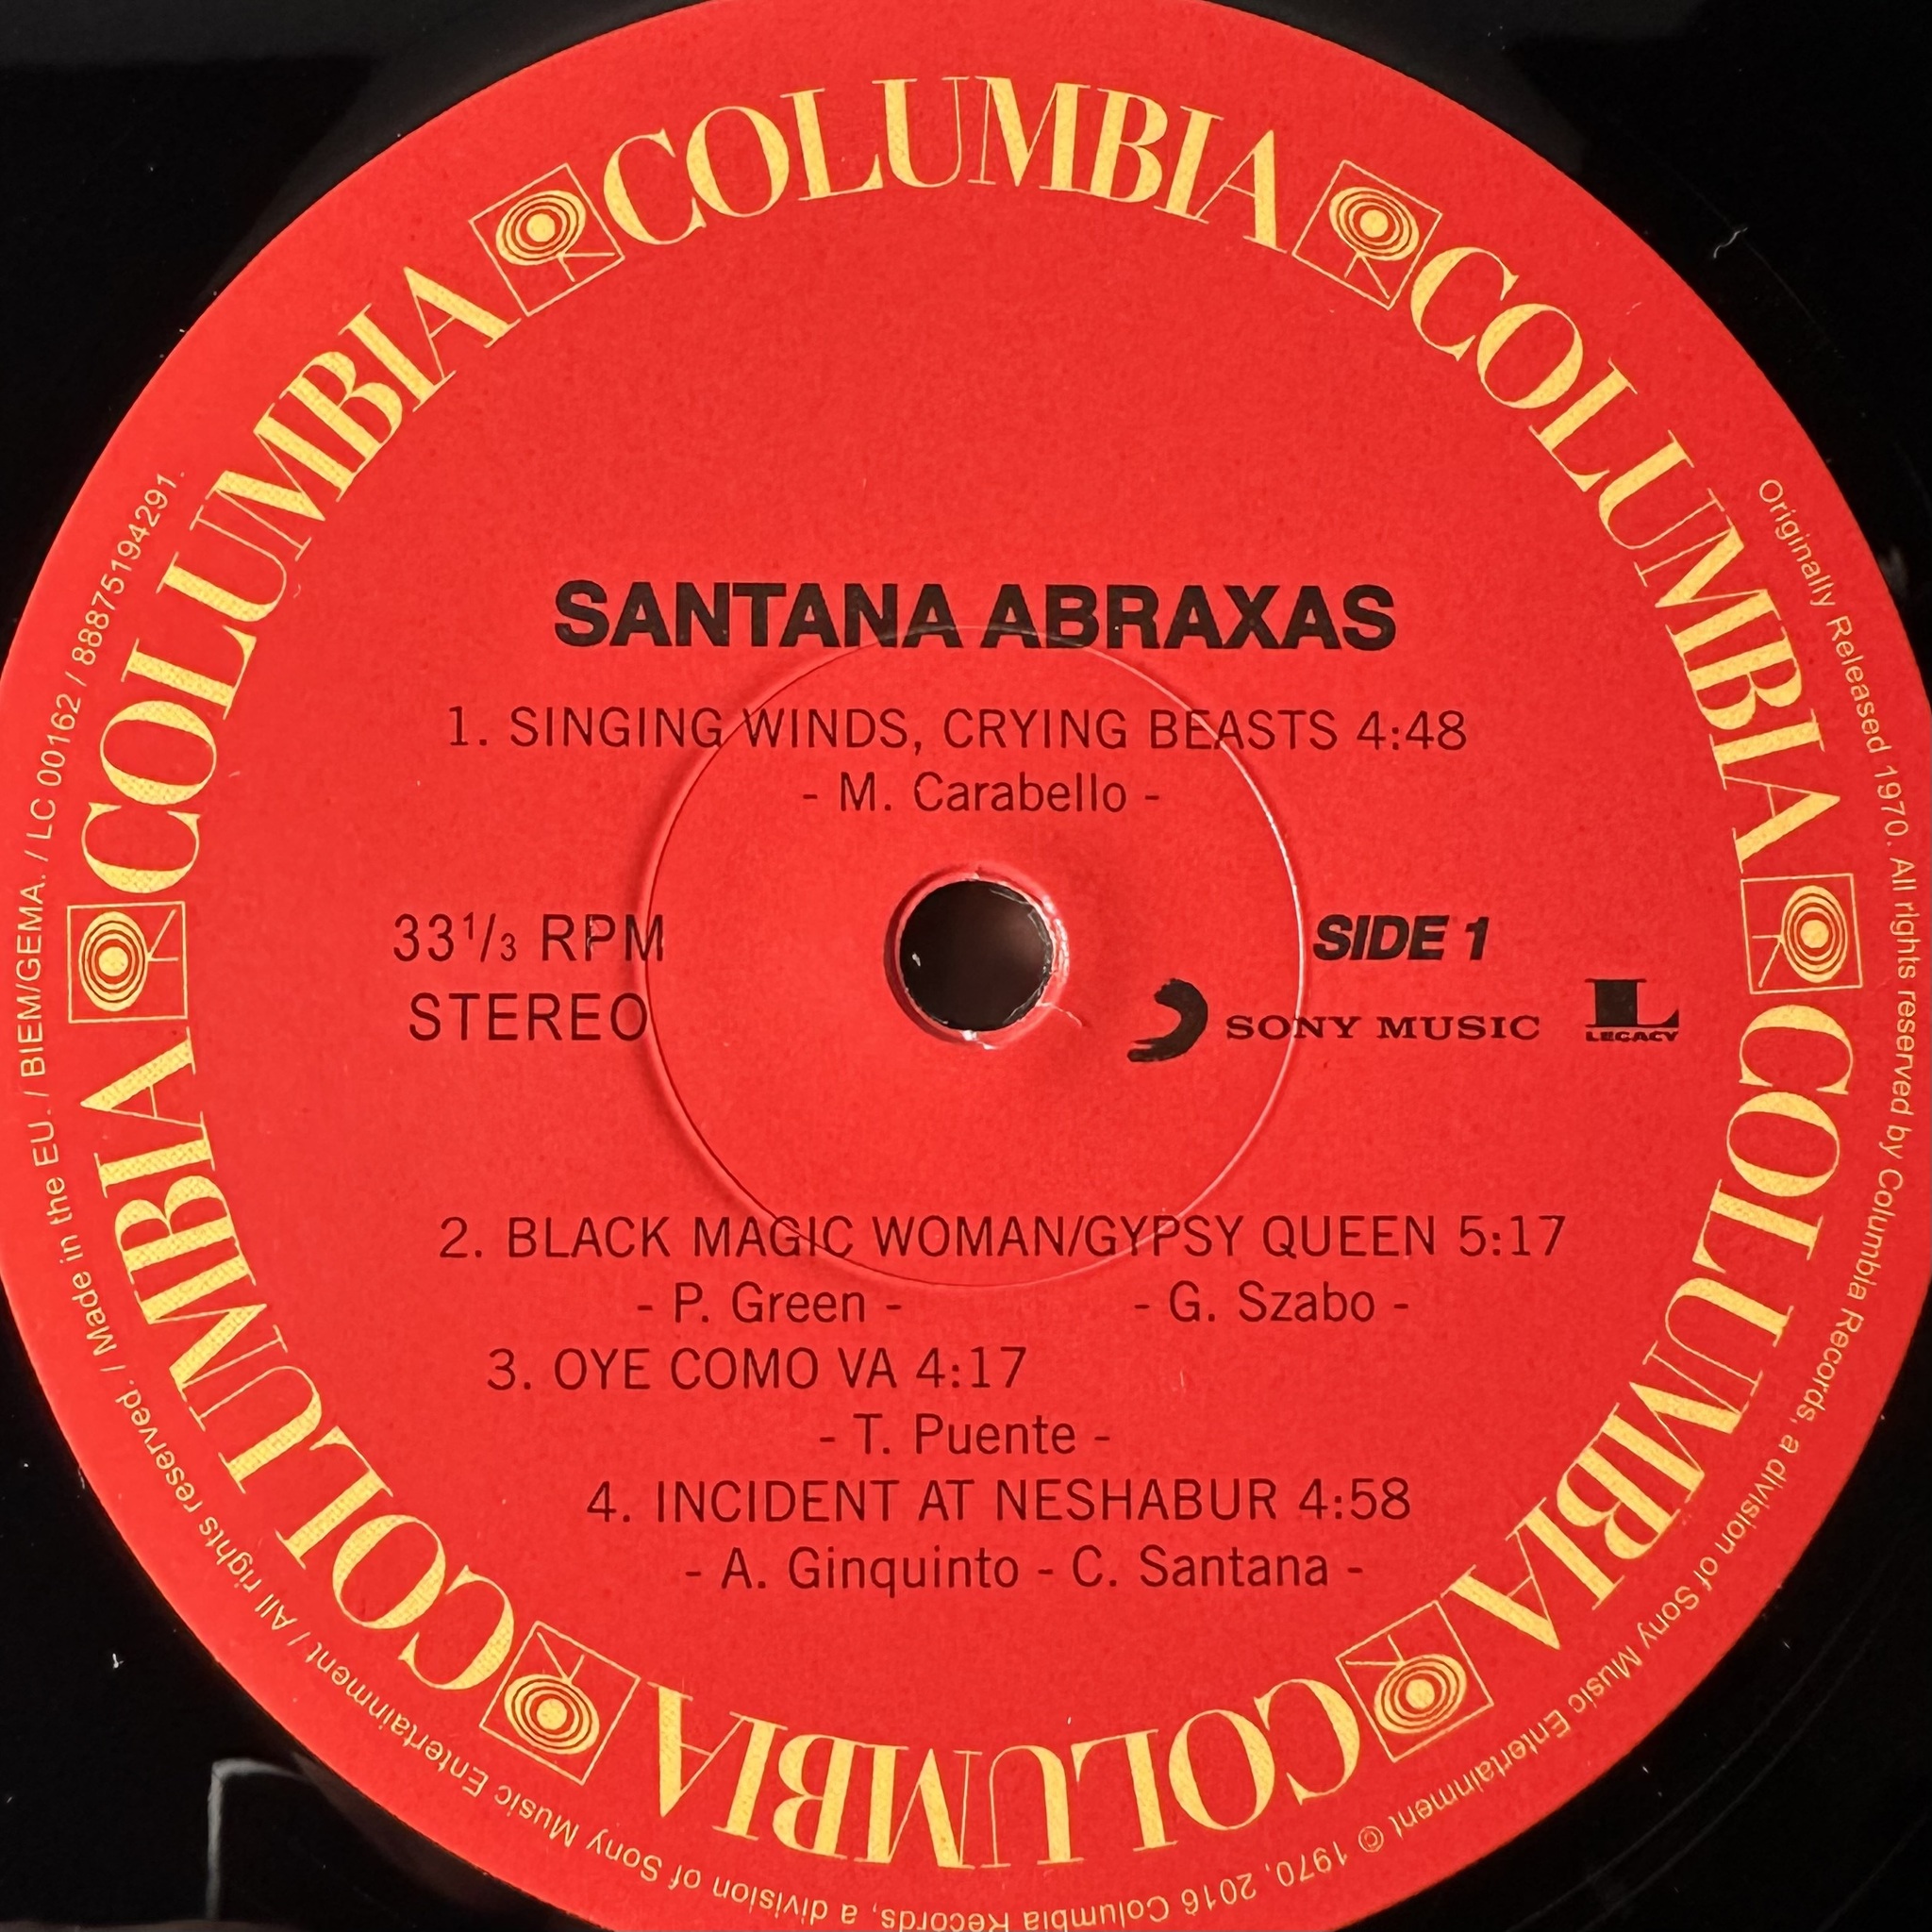 COLUMBIA
COLUMBIA
COLUMBIA
COLUMBIA
COLUMBIA
COLUMBIA
SANTANA ABRAXAS
1. SINGING WINDS, CRYING BEASTS 4:48
- M. Carabello -
33 1/3 RPM
STEREO
SIDE 1
SONY MUSIC
L
LEGACY
2. BLACK MAGIC WOMAN/GYPSY QUEEN 5:17
- P. Green - - G. Szabo -
3. OYE COMO VA 4:17
- T. Puente -
4. INCIDENT AT NESHABUR 4:58
- A. Ginquinto - C. Santana -
Originally Released 1970. All rights reserved by Columbia Records, a division of Sony Music Entertainment © 1970, 2016 Columbia Records, a division of Sony Music Entertainment / All rights reserved. / Made in the EU. / BIEM/GEMA. / LC 00162 / 88875194291.